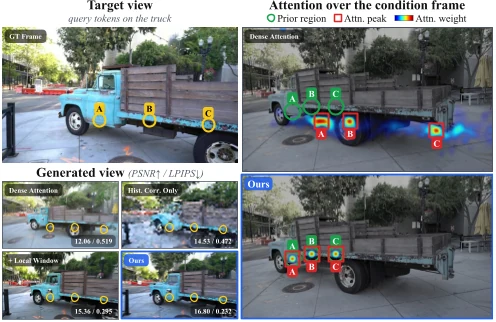 Target view
query tokens on the truck
GT Frame
A
B
C
Generated view (PSNR↑ / LPIPS↓)
Dense Attention
12.06 / 0.519
Hist. Corr. Only
14.53 / 0.472
+ Local Window
15.36 / 0.295
Ours
16.80 / 0.232
Attention over the condition frame
Prior region Attn. peak Attn. weight
Dense Attention
A
B
C
A
B
C
Ours
A
B
C
A
B
C